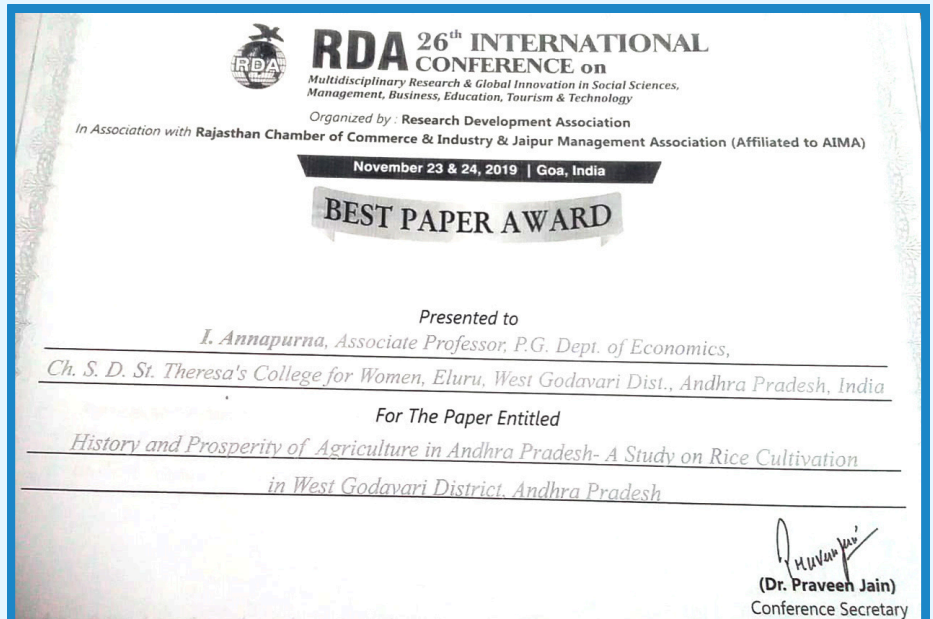 RDA
RDA 26th INTERNATIONAL
CONFERENCE on
Multidisciplinary Research & Global Innovation in Social Sciences,
Management, Business, Education, Tourism & Technology
Organized by : Research Development Association
In Association with Rajasthan Chamber of Commerce & Industry & Jaipur Management Association (Affiliated to AIMA)
November 23 & 24, 2019 | Goa, India
BEST PAPER AWARD
Presented to
I. Annapurna, Associate Professor, P.G. Dept. of Economics,
Ch. S. D. St. Theresa's College for Women, Eluru, West Godavari Dist., Andhra Pradesh, India
For The Paper Entitled
History and Prosperity of Agriculture in Andhra Pradesh- A Study on Rice Cultivation
in West Godavari District, Andhra Pradesh
(Dr. Praveen Jain)
Conference Secretary